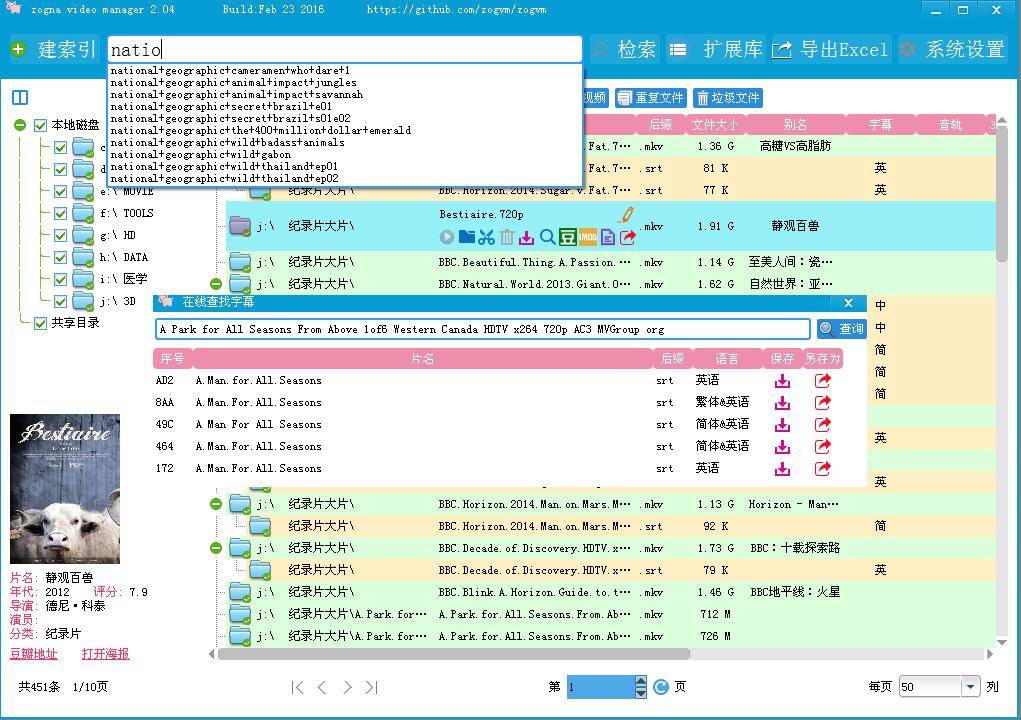 zogna video manager 2.04 Build:Feb 23 2016 https://github.com/zogvm/zogvm
建索引 natio 检索 扩展库 导出Excel 系统设置
national+geographic+cameramen+who+dare+1
national+geographic+animal+impact+jungles
national+geographic+animal+impact+savannah
national+geographic+secret+brazil+e01
national+geographic+secret+brazil+s01e02
national+geographic+the+400+million+dollar+emerald
national+geographic+wild+badass+animals
national+geographic+wild+gabon
national+geographic+wild+thailand+ep01
national+geographic+wild+thailand+ep02
视频 重复文件 垃圾文件
后缀 文件大小 别名 字幕 音轨
本地磁盘
e:\ MOVIE
f:\ TOOLS
g:\ HD
h:\ DATA
i:\ 医学
j:\ 3D
共享目录
Fat.7··· .mkv 1.36 G 高糖VS高脂肪
Fat.7··· .srt 81 K 英
纪录片大片\ BBC.Horizon.2014.Sugar.v.Fat.7··· .srt 77 K 英
j:\ 纪录片大片\ Bestiaire.720p .mkv 1.91 G 静观百兽
IMDb
j:\ 纪录片大片\ BBC.Beautiful.Thing.A.Passion.··· .mkv 1.14 G 至美人间：瓷···
j:\ 纪录片大片\ BBC.Natural.World.2013.Giant.O··· .mkv 1.62 G 自然世界：亚···
在线查找字幕
A Park for All Seasons From Above 1of6 Western Canada HDTV x264 720p AC3 MVGroup org 查询
序号 片名 后缀 语言 保存 另存为
AD2 A.Man.for.All.Seasons srt 英语
8AA A.Man.For.All.Seasons srt 繁体&英语
49C A.Man.For.All.Seasons srt 简体&英语
464 A.Man.For.All.Seasons srt 简体&英语
172 A.Man.For.All.Seasons srt 英语
中
中
简
简
简
英
英
j:\ 纪录片大片\ BBC.Horizon.2014.Man.on.Mars.M··· .mkv 1.13 G Horizon - Man···
纪录片大片\ BBC.Horizon.2014.Man.on.Mars.M··· .srt 92 K 简
j:\ 纪录片大片\ BBC.Decade.of.Discovery.HDTV.x··· .mkv 1.73 G BBC：十载探索路
纪录片大片\ BBC.Decade.of.Discovery.HDTV.x··· .srt 79 K 英
j:\ 纪录片大片\ BBC.Blink.A.Horizon.Guide.to.t··· .mkv 1.46 G BBC地平线：火星
j:\ 纪录片大片\A.Park.for··· A.Park.for.All.Seasons.From.Ab··· .mkv 712 M
j:\ 纪录片大片\A.Park.for··· A.Park.for.All.Seasons.From.Ab··· .mkv 726 M
Bestiaire
片名: 静观百兽
年代: 2012 评分: 7.9
导演: 德尼·科泰
演员:
分类: 纪录片
豆瓣地址 打开海报
共451条 1/10页 第 1 页 每页 50 列